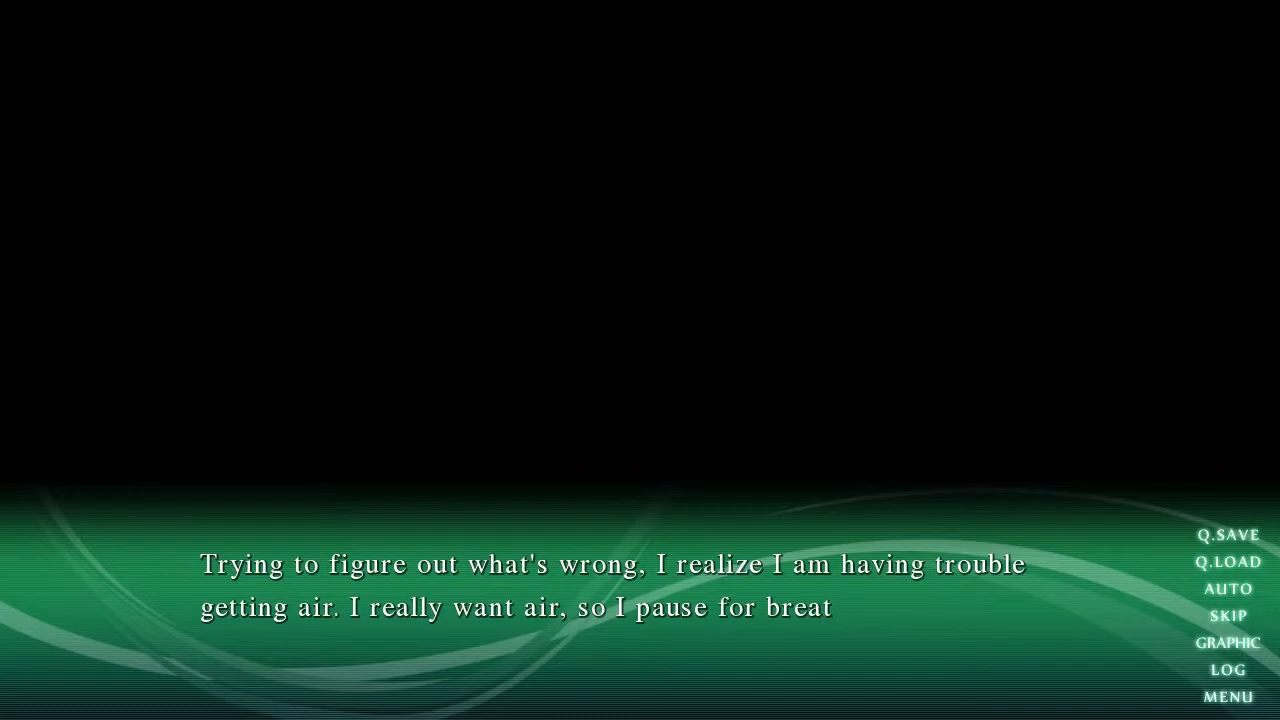 Trying to figure out what's wrong, I realize I am having trouble
getting air. I really want air, so I pause for breat
Q.SAVE
Q.LOAD
AUTO
SKIP
GRAPHIC
LOG
MENU